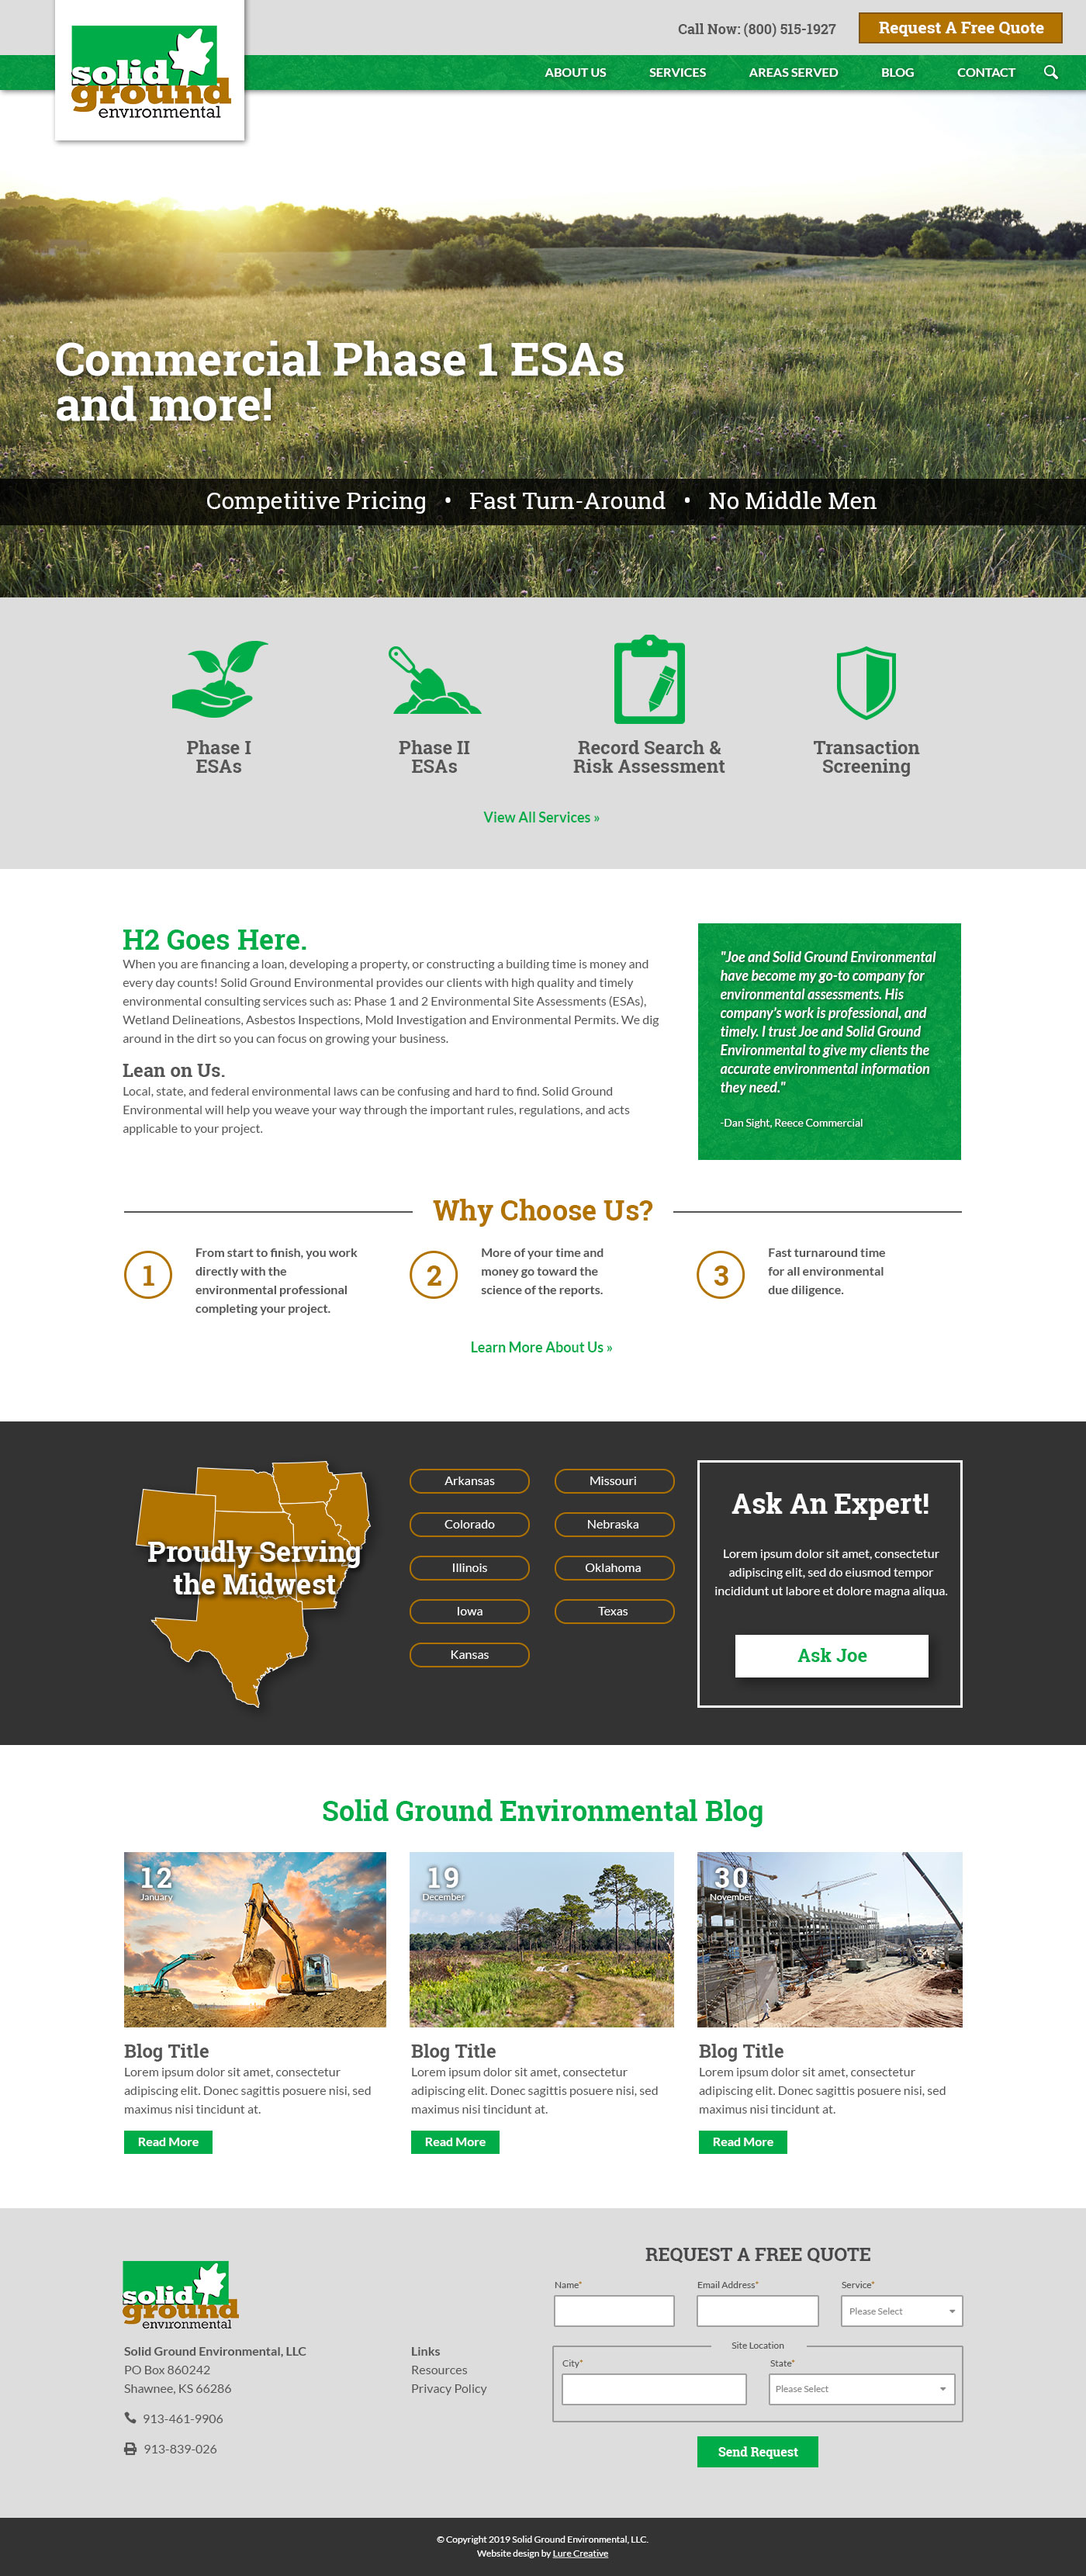 solid
ground
environmental
Call Now: (800) 515-1927
Request A Free Quote
ABOUT US
SERVICES
AREAS SERVED
BLOG
CONTACT
Commercial Phase 1 ESAs
and more!
Competitive Pricing • Fast Turn-Around • No Middle Men
Phase I
ESAs
Phase II
ESAs
Record Search &
Risk Assessment
Transaction
Screening
View All Services »
H2 Goes Here.
When you are financing a loan, developing a property, or constructing a building time is money and
every day counts! Solid Ground Environmental provides our clients with high quality and timely
environmental consulting services such as: Phase 1 and 2 Environmental Site Assessments (ESAs),
Wetland Delineations, Asbestos Inspections, Mold Investigation and Environmental Permits. We dig
around in the dirt so you can focus on growing your business.
Lean on Us.
Local, state, and federal environmental laws can be confusing and hard to find. Solid Ground
Environmental will help you weave your way through the important rules, regulations, and acts
applicable to your project.
"Joe and Solid Ground Environmental
have become my go-to company for
environmental assessments. His
company's work is professional, and
timely. I trust Joe and Solid Ground
Environmental to give my clients the
accurate environmental information
they need."
-Dan Sight, Reece Commercial
Why Choose Us?
1
From start to finish, you work
directly with the
environmental professional
completing your project.
2
More of your time and
money go toward the
science of the reports.
3
Fast turnaround time
for all environmental
due diligence.
Learn More About Us »
Proudly Serving
the Midwest
Arkansas
Colorado
Illinois
Iowa
Kansas
Missouri
Nebraska
Oklahoma
Texas
Ask An Expert!
Lorem ipsum dolor sit amet, consectetur
adipiscing elit, sed do eiusmod tempor
incididunt ut labore et dolore magna aliqua.
Ask Joe
Solid Ground Environmental Blog
12
January
Blog Title
Lorem ipsum dolor sit amet, consectetur
adipiscing elit. Donec sagittis posuere nisi, sed
maximus nisi tincidunt at.
Read More
19
December
Blog Title
Lorem ipsum dolor sit amet, consectetur
adipiscing elit. Donec sagittis posuere nisi, sed
maximus nisi tincidunt at.
Read More
30
November
Blog Title
Lorem ipsum dolor sit amet, consectetur
adipiscing elit. Donec sagittis posuere nisi, sed
maximus nisi tincidunt at.
Read More
solid
ground
environmental
Solid Ground Environmental, LLC
PO Box 860242
Shawnee, KS 66286
913-461-9906
913-839-026
Links
Resources
Privacy Policy
REQUEST A FREE QUOTE
Name*
Email Address*
Service*
Please Select
Site Location
City*
State*
Please Select
Send Request
© Copyright 2019 Solid Ground Environmental, LLC.
Website design by Lure Creative